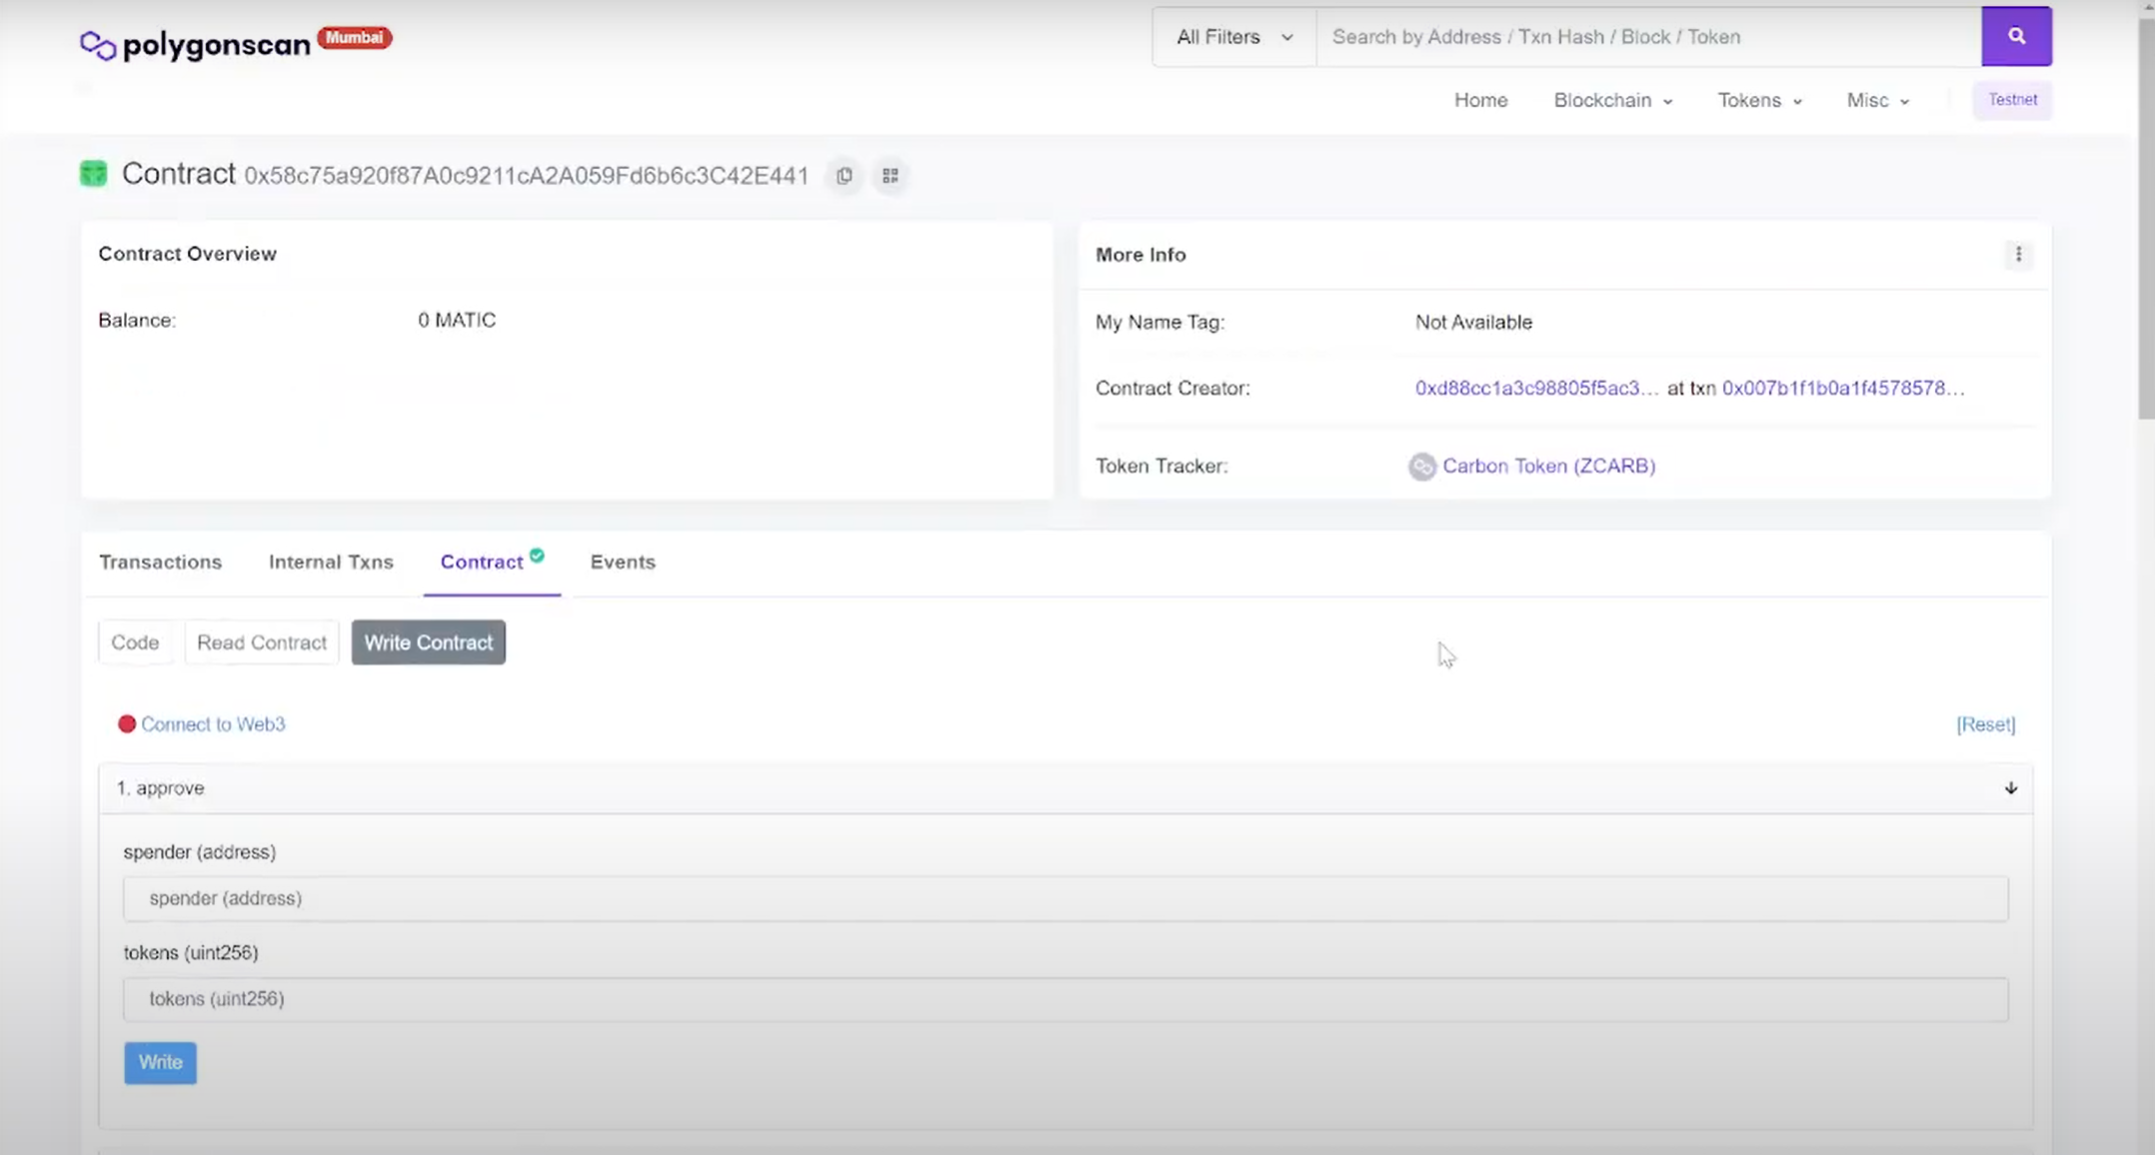 polygonscan Mumbai
All Filters
Search by Address / Txn Hash / Block / Token
Home Blockchain Tokens Misc Testnet
Contract 0x58c75a920f87A0c9211cA2A059Fd6b6c3C42E441
Contract Overview
Balance: 0 MATIC
More Info
My Name Tag: Not Available
Contract Creator: 0xd88cc1a3c98805f5ac3... at txn 0x007b1f1b0a1f4578578...
Token Tracker: Carbon Token (ZCARB)
Transactions Internal Txns Contract Events
Code Read Contract Write Contract
Connect to Web3 [Reset]
1. approve
spender (address)
spender (address)
tokens (uint256)
tokens (uint256)
Write